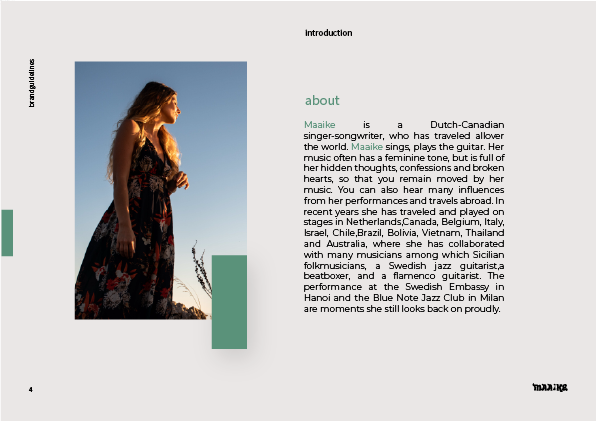 introduction
brandguidelines
about
Maaike is a Dutch-Canadian
singer-songwriter, who has traveled allover
the world. Maaike sings, plays the guitar. Her
music often has a feminine tone, but is full of
her hidden thoughts, confessions and broken
hearts, so that you remain moved by her
music. You can also hear many influences
from her performances and travels abroad. In
recent years she has traveled and played on
stages in Netherlands,Canada, Belgium, Italy,
Israel, Chile,Brazil, Bolivia, Vietnam, Thailand
and Australia, where she has collaborated
with many musicians among which Sicilian
folkmusicians, a Swedish jazz guitarist,a
beatboxer, and a flamenco guitarist. The
performance at the Swedish Embassy in
Hanoi and the Blue Note Jazz Club in Milan
are moments she still looks back on proudly.
4
MAAIKE